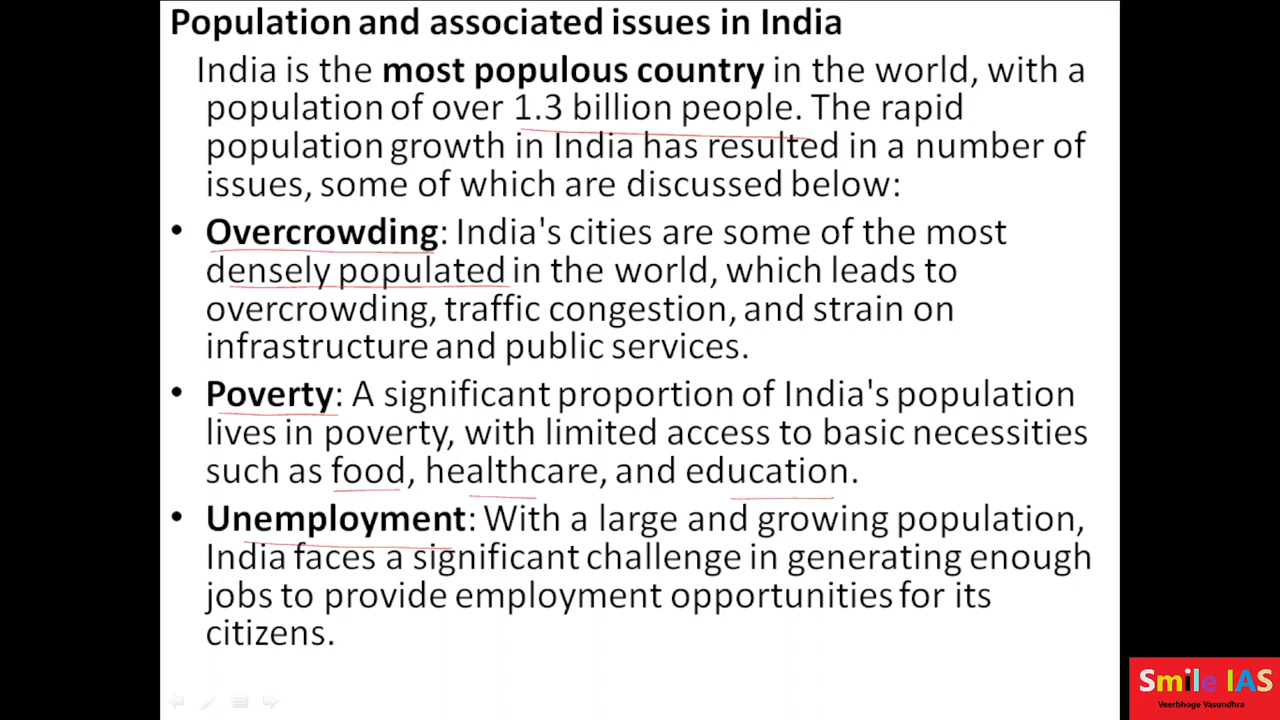 Population and associated issues in India
India is the most populous country in the world, with a
population of over 1.3 billion people. The rapid
population growth in India has resulted in a number of
issues, some of which are discussed below:
• Overcrowding: India's cities are some of the most
densely populated in the world, which leads to
overcrowding, traffic congestion, and strain on
infrastructure and public services.
• Poverty: A significant proportion of India's population
lives in poverty, with limited access to basic necessities
such as food, healthcare, and education.
• Unemployment: With a large and growing population,
India faces a significant challenge in generating enough
jobs to provide employment opportunities for its
citizens.
Smile IAS
Veerbhoge Vasundhra